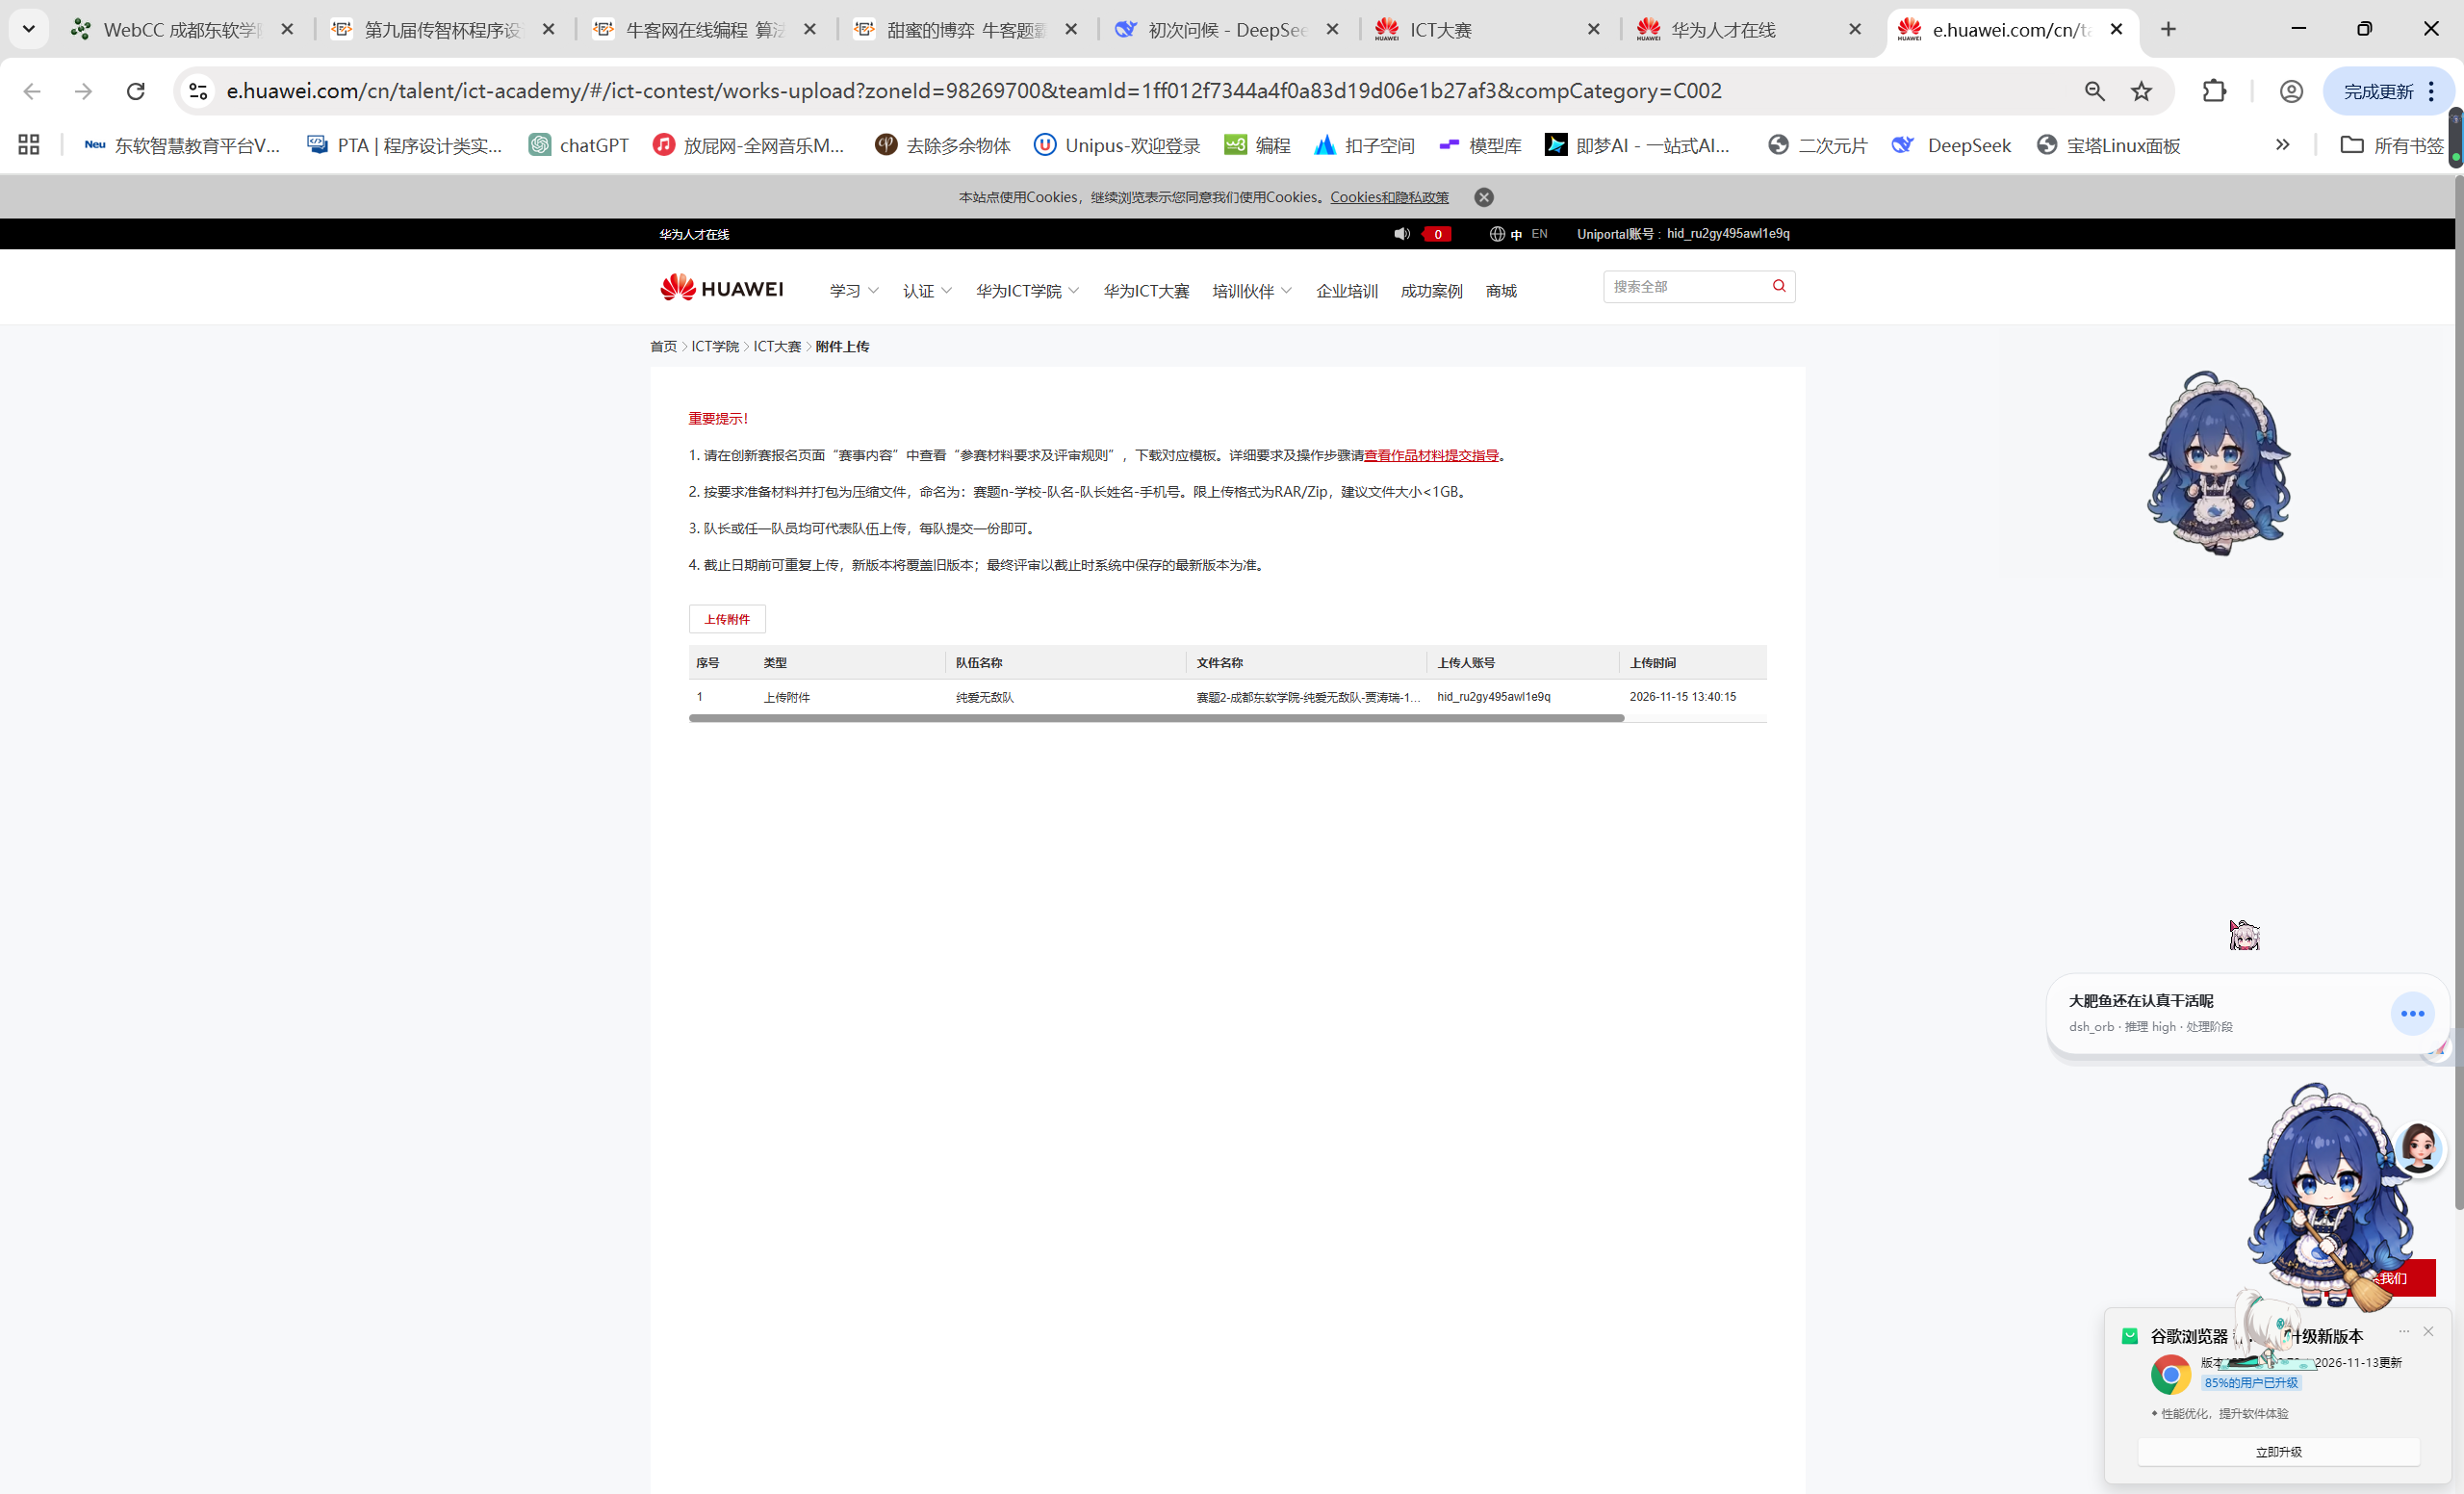 WebCC 成都东软学
第九届传智杯程序设
牛客网在线编程 算
甜蜜的博弈 牛客题
初次问候 - DeepSee
ICT大赛
华为人才在线
e.huawei.com/cn/ta
e.huawei.com/cn/talent/ict-academy/#/ict-contest/works-upload?zoneId=98269700&teamId=1ff012f7344a4f0a83d19d06e1b27af3&compCategory=C002
完成更新
Neu 东软智慧教育平台V...
PTA | 程序设计类实...
chatGPT
放屁网-全网音乐M...
去除多余物体
Unipus-欢迎登录
编程
扣子空间
模型库
即梦AI - 一站式AI...
二次元片
DeepSeek
宝塔Linux面板
所有书签
本站点使用Cookies，继续浏览表示您同意我们使用Cookies。Cookies和隐私政策
华为人才在线
0
中 EN
Uniportal账号 : hid_ru2gy495awl1e9q
HUAWEI
学习
认证
华为ICT学院
华为ICT大赛
培训伙伴
企业培训
成功案例
商城
搜索全部
首页 > ICT学院 > ICT大赛 > 附件上传
重要提示！
1. 请在创新赛报名页面“赛事内容”中查看“参赛材料要求及评审规则”，下载对应模板。详细要求及操作步骤请查看作品材料提交指导。
2. 按要求准备材料并打包为压缩文件，命名为：赛题n-学校-队名-队长姓名-手机号。限上传格式为RAR/Zip，建议文件大小<1GB。
3. 队长或任一队员均可代表队伍上传，每队提交一份即可。
4. 截止日期前可重复上传，新版本将覆盖旧版本；最终评审以截止时系统中保存的最新版本为准。
上传附件
序号 类型 队伍名称 文件名称 上传人账号 上传时间
1 上传附件 纯爱无敌队 赛题2-成都东软学院-纯爱无敌队-贾涛瑞-1... hid_ru2gy495awl1e9q 2026-11-15 13:40:15
大肥鱼还在认真干活呢
dsh_orb · 推理 high · 处理阶段
我们
谷歌浏览器
升级新版本
版本
2026-11-13更新
85%的用户已升级
性能优化，提升软件体验
立即升级